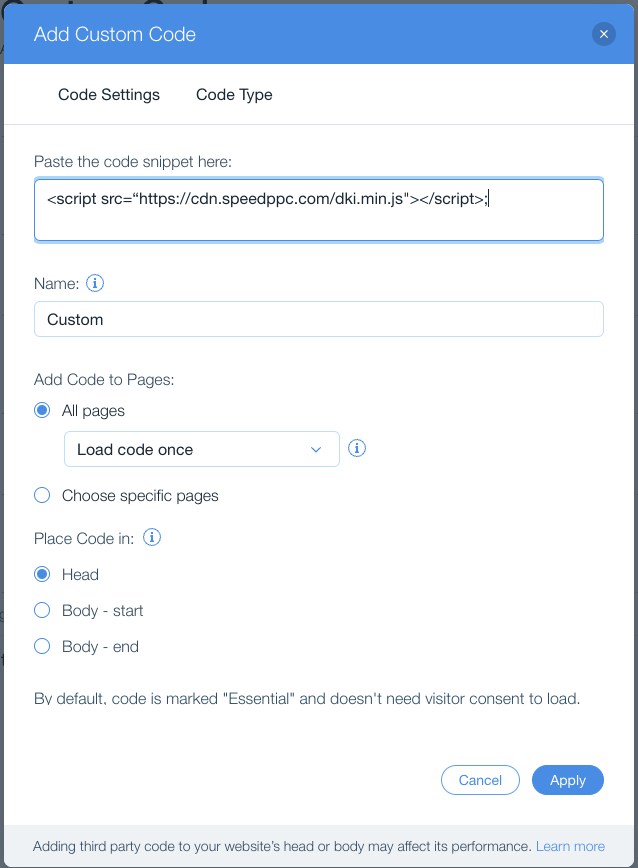 Add Custom Code
Code Settings
Code Type
Paste the code snippet here:
<script src=“https://cdn.speedppc.com/dki.min.js"></script>;
Name:
Custom
Add Code to Pages:
All pages
Load code once
Choose specific pages
Place Code in:
Head
Body - start
Body - end
By default, code is marked "Essential" and doesn't need visitor consent to load.
Cancel
Apply
Adding third party code to your website’s head or body may affect its performance. Learn more